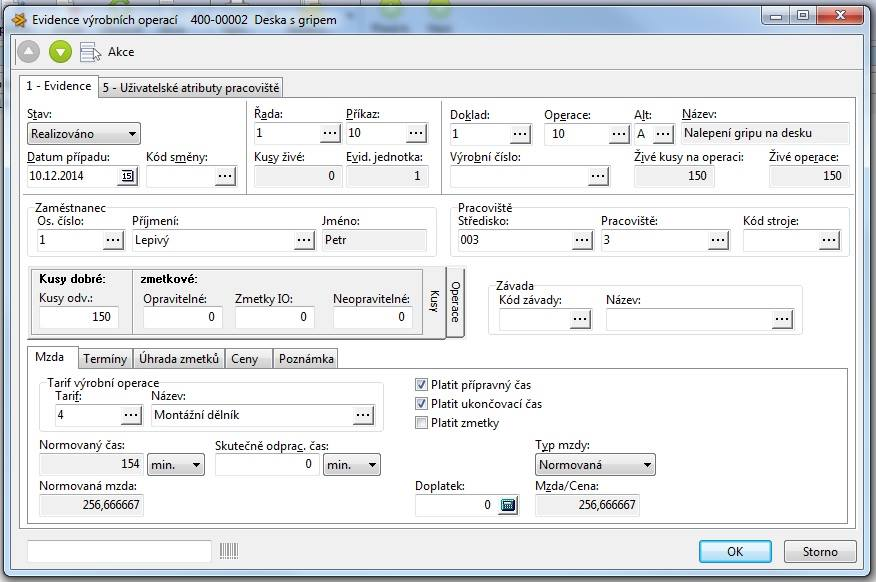 Evidence výrobních operací 400-00002 Deska s gripem
Akce
1 - Evidence 5 - Uživatelské atributy pracoviště
Stav: Řada: Příkaz: Doklad: Operace: Alt: Název:
Realizováno 1 ... 10 ... 1 ... 10 ... A ... Nalepení gripu na desku
Datum případu: Kód směny: Kusy živé: Evid. jednotka: Výrobní číslo: Živé kusy na operaci: Živé operace:
10.12.2014 15 ... 0 1 ... 150 150
Zaměstnanec Pracoviště
Os. číslo: Příjmení: Jméno: Středisko: Pracoviště: Kód stroje:
1 ... Lepivý ... Petr 003 ... 3 ... ...
Kusy dobré: zmetkové: Kusy Operace
Kusy odv.: Opravitelné: Zmetky IO: Neopravitelné:
150 0 0 0
Závada
Kód závady: Název:
... ...
Mzda Termíny Úhrada zmetků Ceny Poznámka
Tarif výrobní operace
Tarif: Název:
4 ... Montážní dělník ...
Platit přípravný čas
Platit ukončovací čas
Platit zmetky
Normovaný čas: Skutečně odprac. čas: Typ mzdy:
154 min. 0 min. Normovaná
Normovaná mzda: Doplatek: Mzda/Cena:
256,666667 0 256,666667
OK Storno